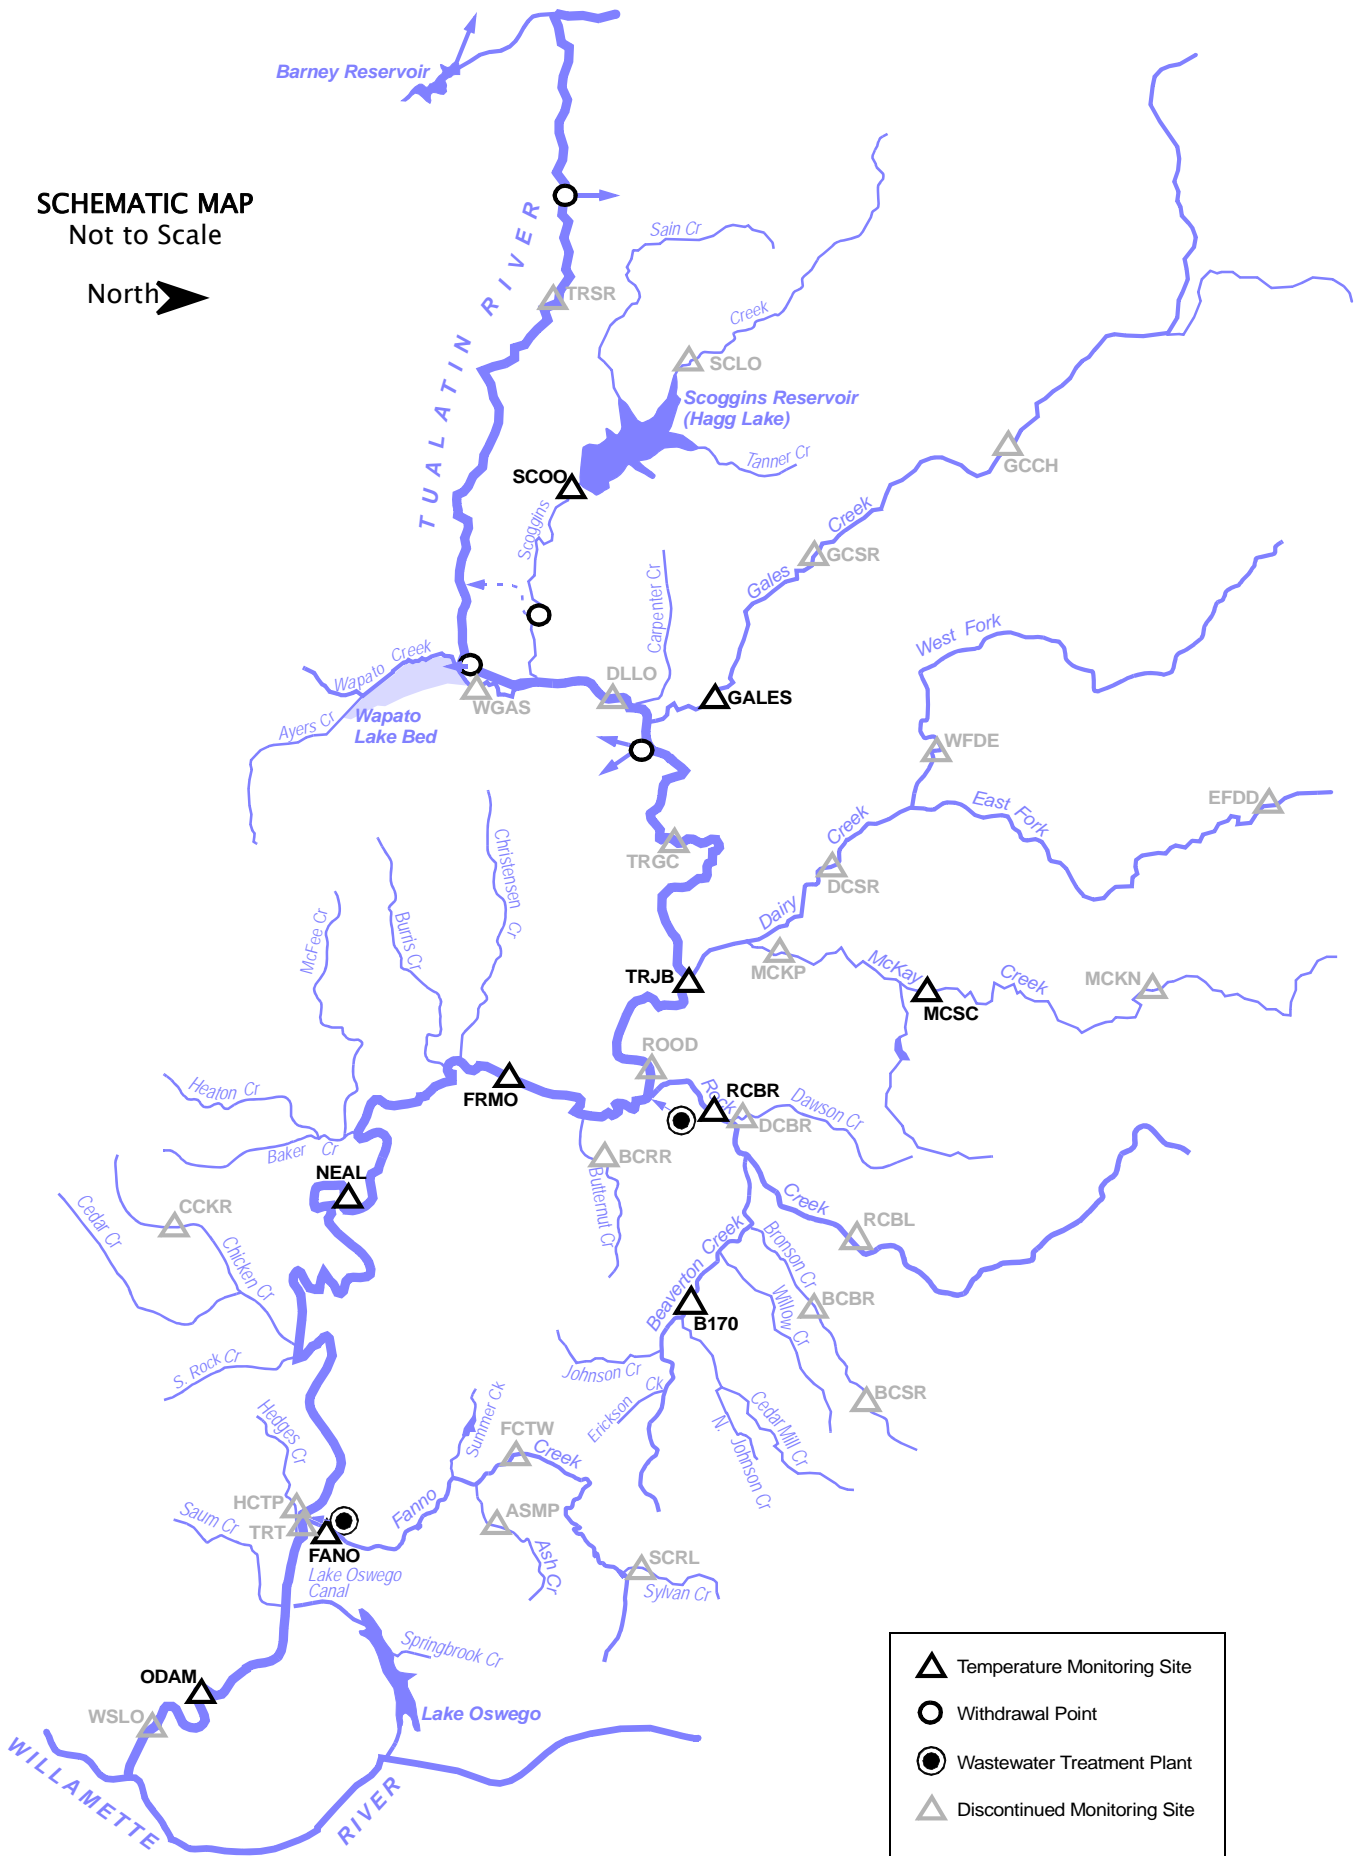 Barney Reservoir
SCHEMATIC MAP
Not to Scale
North
TUALATIN RIVER
TRSR
Sain Cr
Creek
SCLO
Scoggins Reservoir
(Hagg Lake)
Tanner Cr
SCOO
Scoggins
GCCH
Creek
GCSR
Gales
Carpenter Cr
West Fork
Wapato Creek
DLLO
GALES
WGAS
Ayers Cr
Wapato
Lake Bed
WFDE
East Fork
EFDD
Creek
TRGC
DCSR
Christensen Cr
Burris Cr
McFee Cr
Dairy
MCKP
McKay
Creek
MCKN
TRJB
MCSC
ROOD
Rock
RCBR
Dawson Cr
DCBR
FRMO
Heaton Cr
Baker Cr
BCRR
Butternut Cr
NEAL
CCKR
Cedar Cr
Chicken Cr
Creek
RCBL
Beaverton Creek
Bronson Cr
Willow Cr
BCBR
B170
S. Rock Cr
Johnson Cr
Erickson Ck
BCSR
Cedar Mill Cr
N. Johnson Cr
Hedges Cr
Summer Ck
FCTW
Creek
HCTP
Saum Cr
TRT
Fanno
ASMP
FANO
Ash Cr
SCRL
Sylvan Cr
Lake Oswego
Canal
Springbrook Cr
ODAM
WSLO
Lake Oswego
WILLAMETTE
RIVER
Temperature Monitoring Site
Withdrawal Point
Wastewater Treatment Plant
Discontinued Monitoring Site